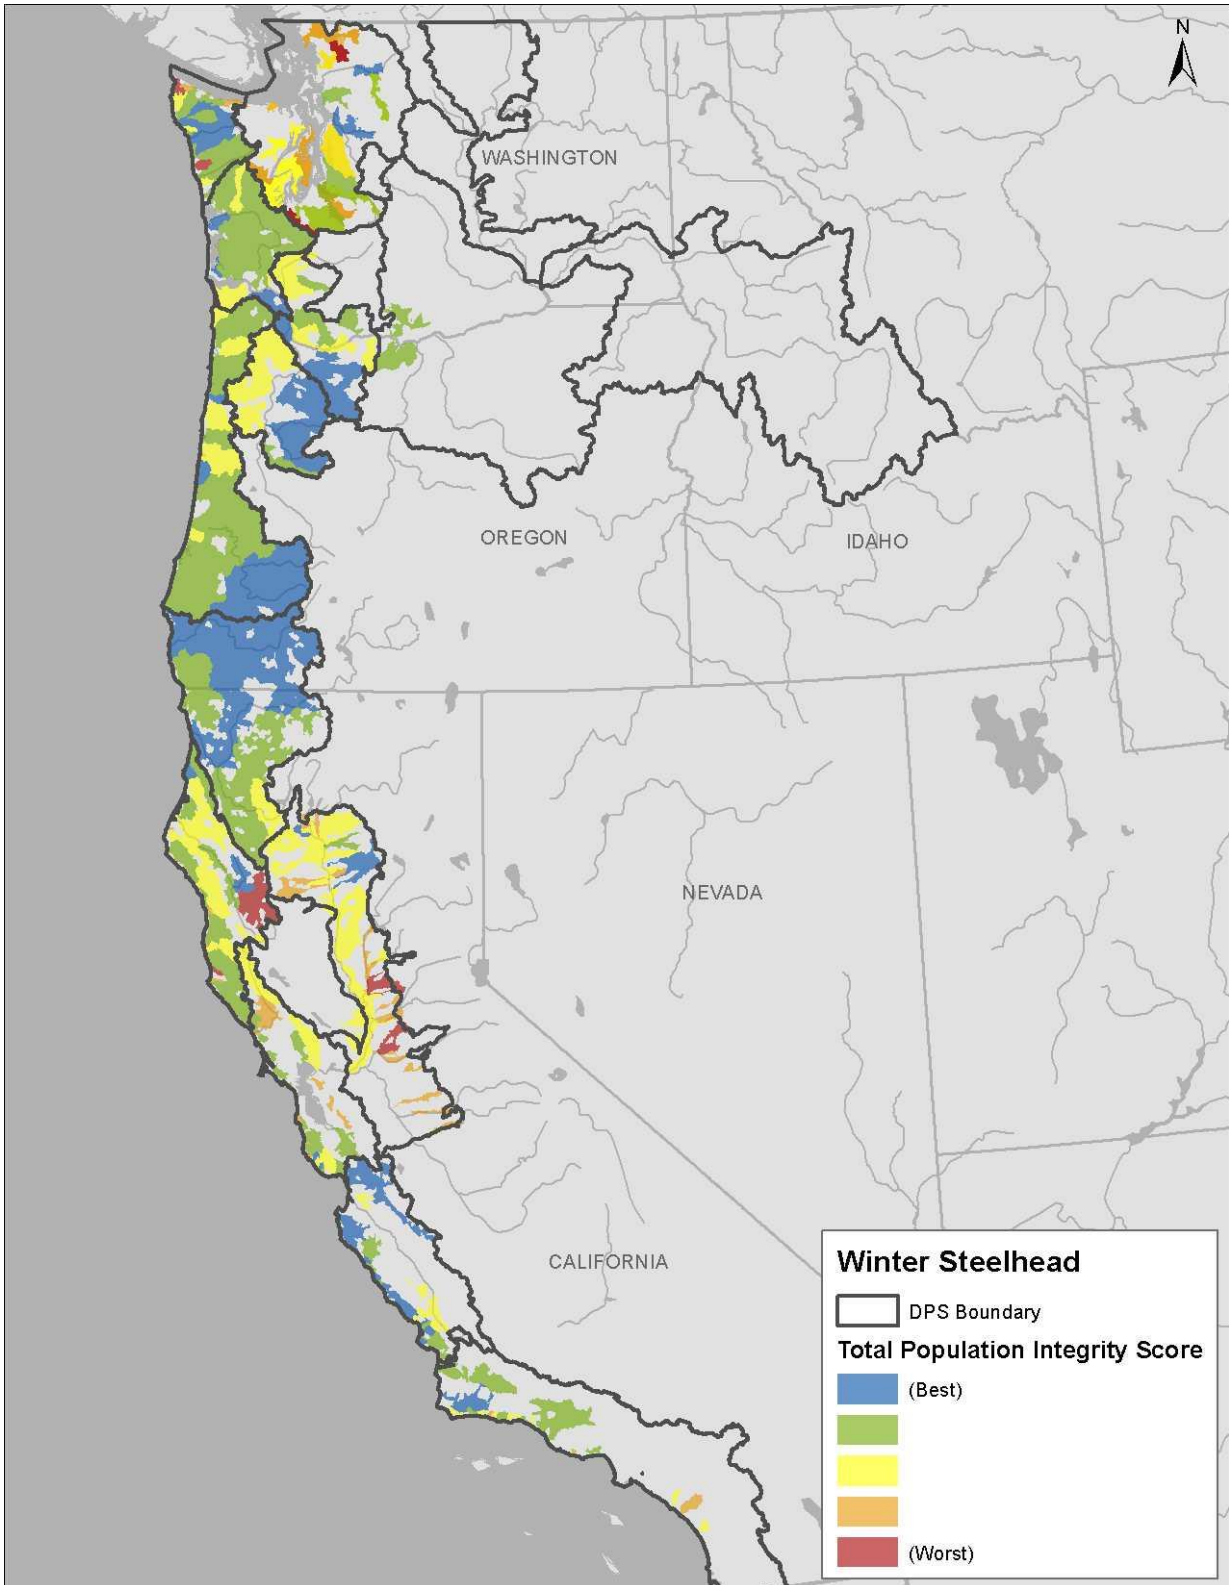 N
WASHINGTON
OREGON
IDAHO
NEVADA
CALIFORNIA
Winter Steelhead
DPS Boundary
Total Population Integrity Score
(Best)
(Worst)